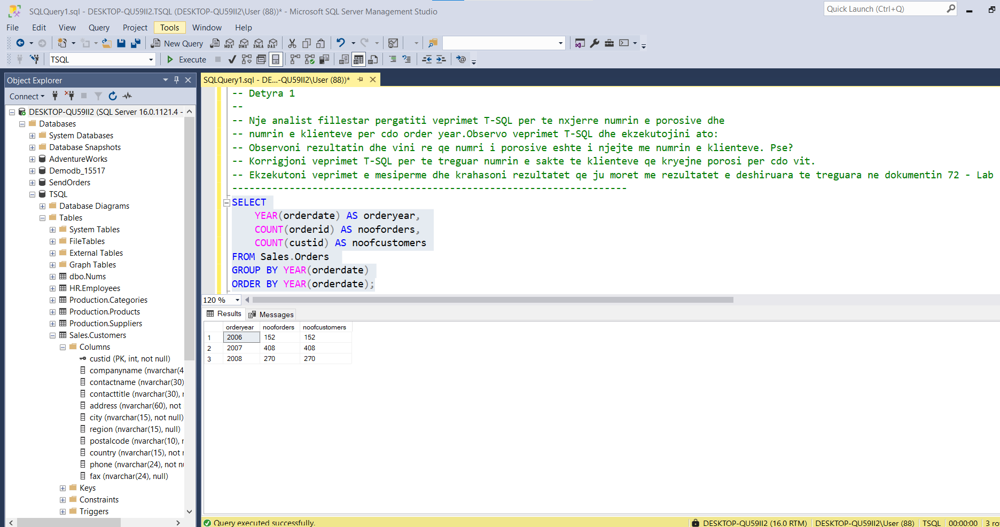 SQLQuery1.sql - DESKTOP-QU59II2.TSQL (DESKTOP-QU59II2\User (88))* - Microsoft SQL Server Management Studio
Quick Launch (Ctrl+Q)
File Edit View Query Project Tools Window Help
New Query MDX DMX XMLA DAX
TSQL Execute
Object Explorer
Connect
DESKTOP-QU59II2 (SQL Server 16.0.1121.4 -
Databases
System Databases
Database Snapshots
AdventureWorks
Demodb_15517
SendOrders
TSQL
Database Diagrams
Tables
System Tables
FileTables
External Tables
Graph Tables
dbo.Nums
HR.Employees
Production.Categories
Production.Products
Production.Suppliers
Sales.Customers
Columns
custid (PK, int, not null)
companyname (nvarchar(4
contactname (nvarchar(30)
contacttitle (nvarchar(30), r
address (nvarchar(60), not
city (nvarchar(15), not null)
region (nvarchar(15), null)
postalcode (nvarchar(10), r
country (nvarchar(15), not r
phone (nvarchar(24), not nu
fax (nvarchar(24), null)
Keys
Constraints
Triggers
SQLQuery1.sql - DE...-QU59II2\User (88))*
-- Detyra 1
--
-- Nje analist fillestar pergatiti veprimet T-SQL per te nxjerre numrin e porosive dhe
-- numrin e klienteve per cdo order year.Observo veprimet T-SQL dhe ekzekutojini ato:
-- Observoni rezultatin dhe vini re qe numri i porosive eshte i njejte me numrin e klienteve. Pse?
-- Korrigjoni veprimet T-SQL per te treguar numrin e sakte te klienteve qe kryejne porosi per cdo vit.
-- Ekzekutoni veprimet e mesiperme dhe krahasoni rezultatet qe ju moret me rezultatet e deshiruara te treguara ne dokumentin 72 - Lab
---------------------------------------------------------------------
SELECT
YEAR(orderdate) AS orderyear,
COUNT(orderid) AS nooforders,
COUNT(custid) AS noofcustomers
FROM Sales.Orders
GROUP BY YEAR(orderdate)
ORDER BY YEAR(orderdate);
120 %
Results Messages
orderyear nooforders noofcustomers
1 2006 152 152
2 2007 408 408
3 2008 270 270
Query executed successfully. DESKTOP-QU59II2 (16.0 RTM) DESKTOP-QU59II2\User (88) TSQL 00:00:00 3 ro